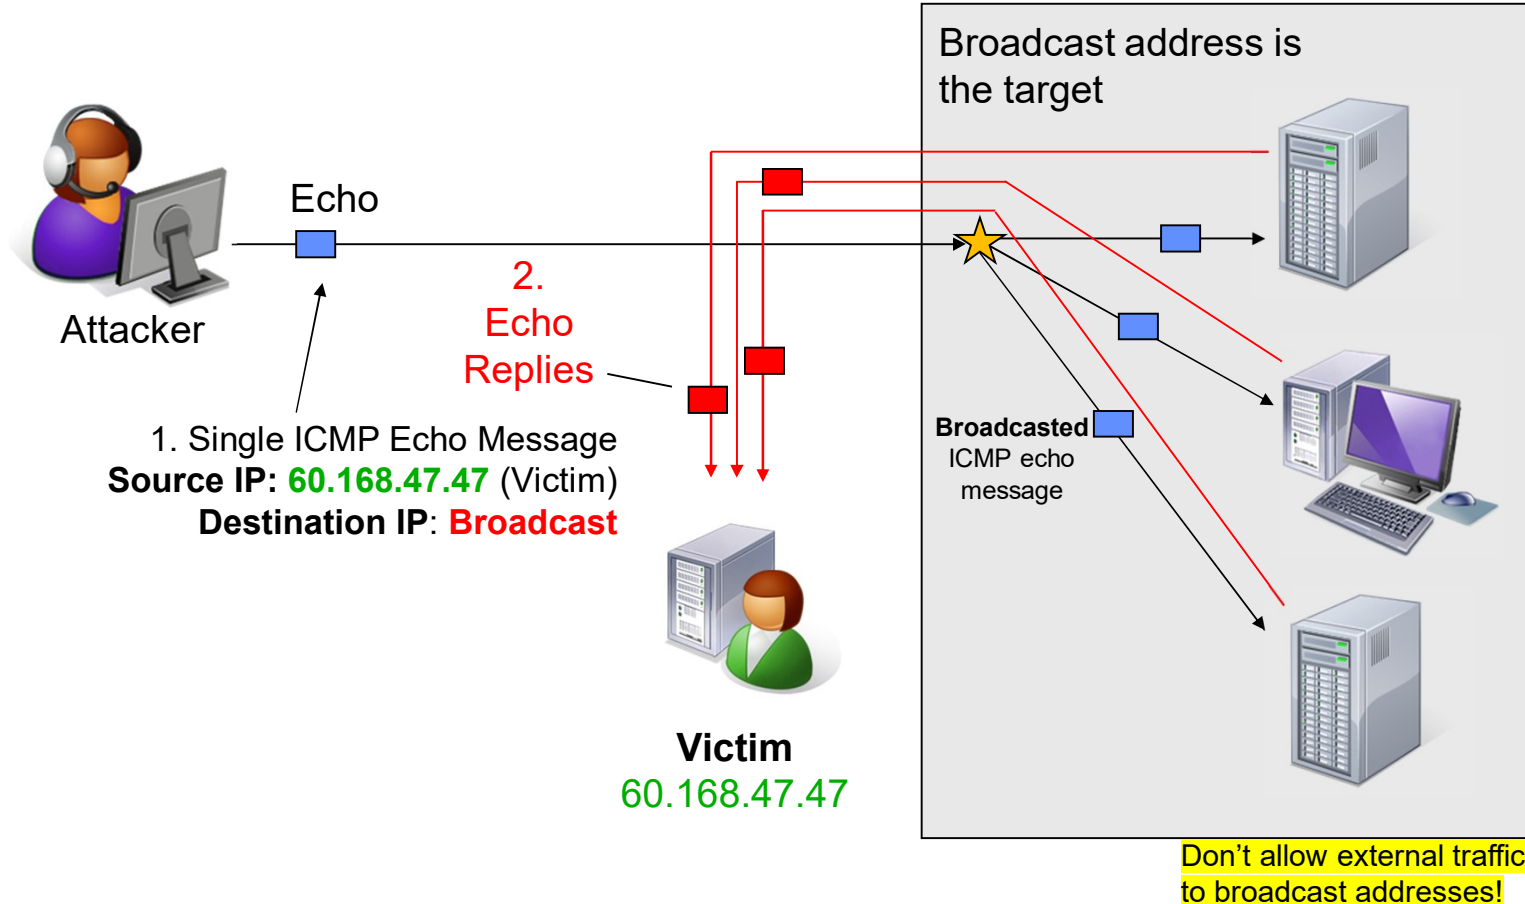 Broadcast address is
the target
Echo
Attacker
2.
Echo
Replies
1. Single ICMP Echo Message
Source IP: 60.168.47.47 (Victim)
Destination IP: Broadcast
Broadcasted
ICMP echo
message
Victim
60.168.47.47
Don’t allow external traffic
to broadcast addresses!